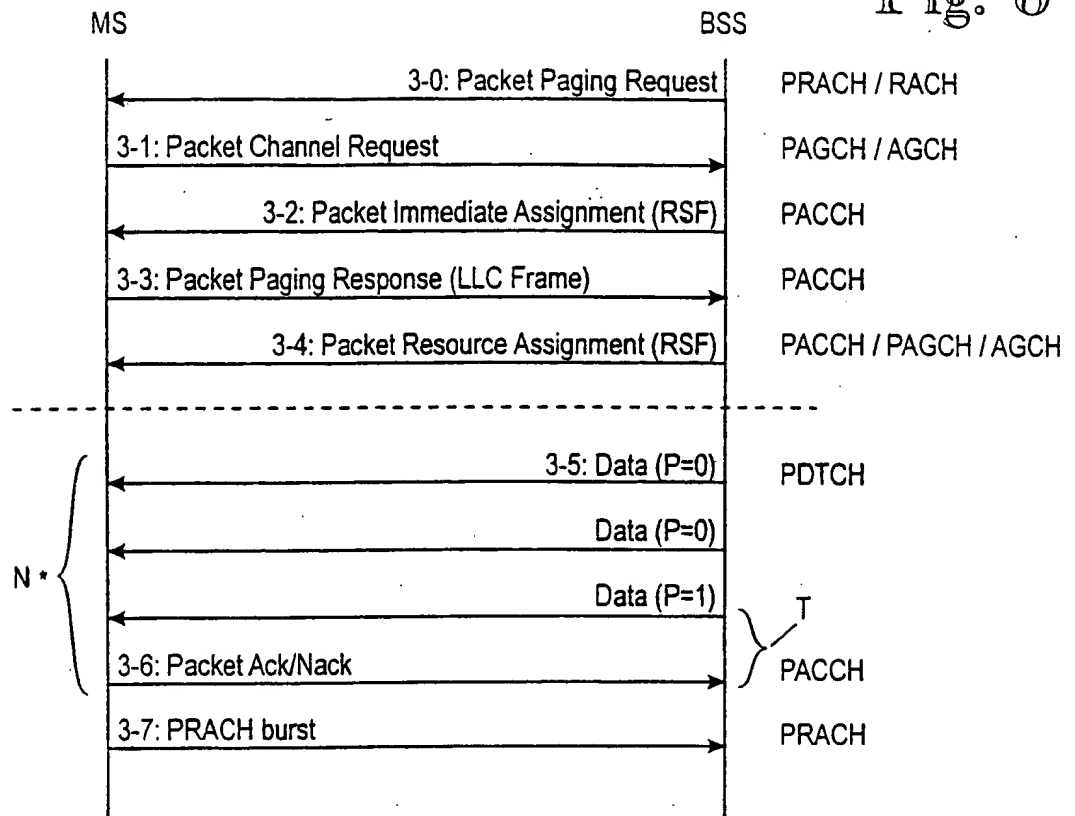 Fig.
MS BSS
3-0: Packet Paging Request PRACH / RACH
3-1: Packet Channel Request PAGCH / AGCH
3-2: Packet Immediate Assignment (RSF) PACCH
3-3: Packet Paging Response (LLC Frame) PACCH
3-4: Packet Resource Assignment (RSF) PACCH / PAGCH / AGCH
3-5: Data (P=0) PDTCH
Data (P=0)
N *
Data (P=1) T
3-6: Packet Ack/Nack PACCH
3-7: PRACH burst PRACH